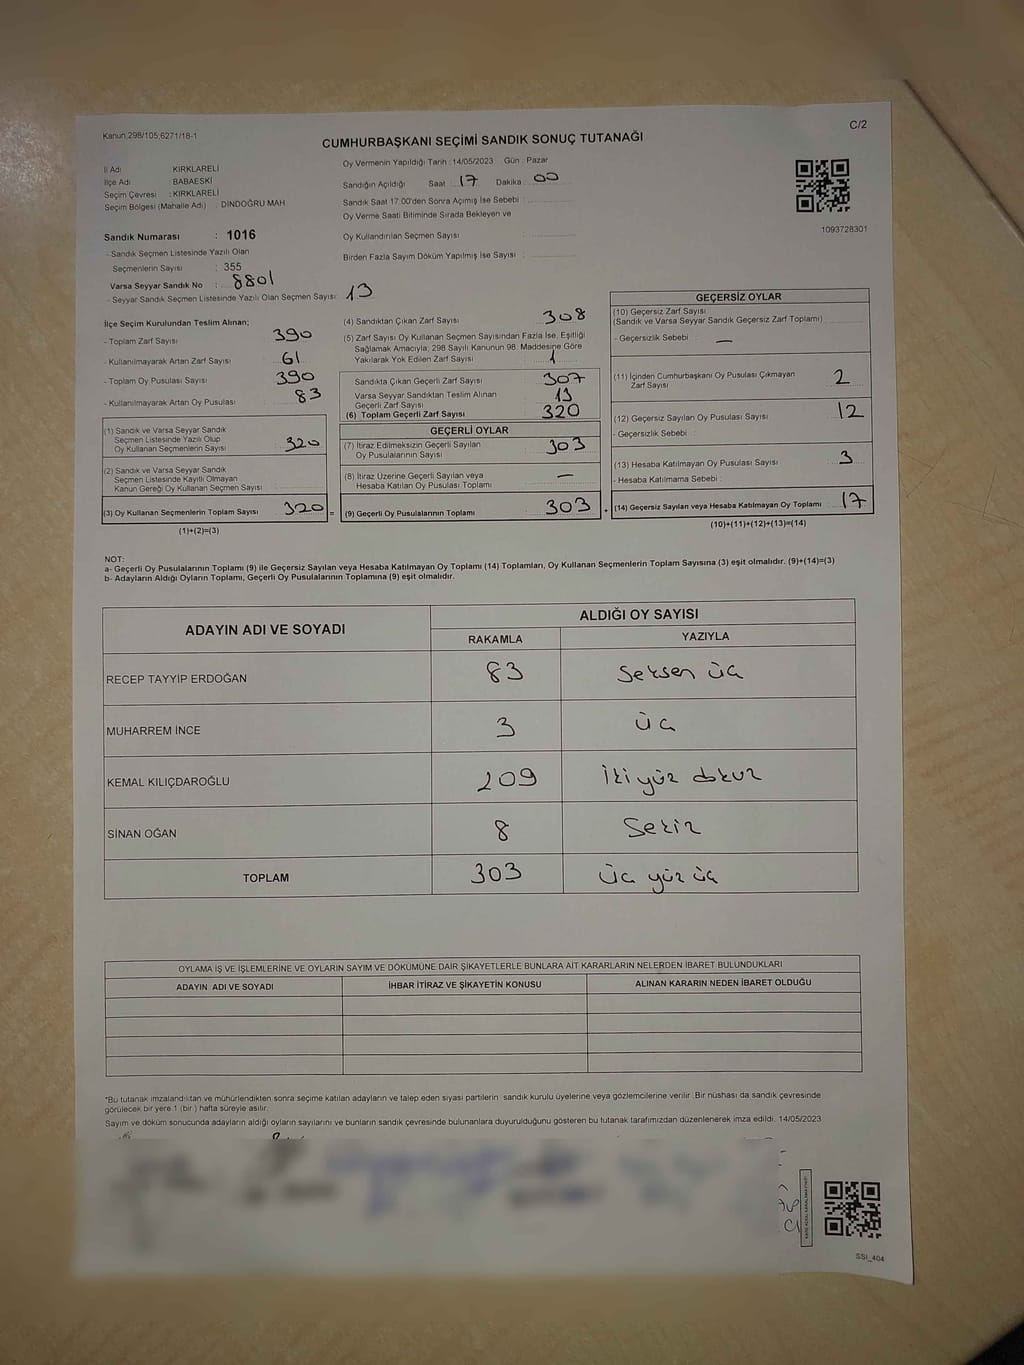 Kanun;298/105;6271/18-1
C/2
CUMHURBAŞKANI SEÇİMİ SANDIK SONUÇ TUTANAĞI
İl Adı : KIRKLARELİ
İlçe Adı : BABAESKİ
Seçim Çevresi : KIRKLARELİ
Seçim Bölgesi (Mahalle Adı) : DİNDOĞRU MAH.
Oy Vermenin Yapıldığı Tarih : 14/05/2023 Gün : Pazar
Sandığın Açıldığı Saat : 17 Dakika : 00
Sandık Saat 17.00'den Sonra Açımış İse Sebebi :
Oy Verme Saati Bitiminde Sırada Bekleyen ve
Oy Kullandırılan Seçmen Sayısı :
Birden Fazla Sayım Döküm Yapılmış İse Sayısı :
1093728301
Sandık Numarası : 1016
- Sandık Seçmen Listesinde Yazılı Olan
Seçmenlerin Sayısı : 355
Varsa Seyyar Sandık No : 8801
- Seyyar Sandık Seçmen Listesinde Yazılı Olan Seçmen Sayısı: 13
İlçe Seçim Kurulundan Teslim Alınan;
- Toplam Zarf Sayısı 390
- Kullanılmayarak Artan Zarf Sayısı 61
- Toplam Oy Pusulası Sayısı 390
- Kullanılmayarak Artan Oy Pusulası 83
(1) Sandık ve Varsa Seyyar Sandık
Seçmen Listesinde Yazılı Olup
Oy Kullanan Seçmenlerin Sayısı 320
(2) Sandık ve Varsa Seyyar Sandık
Seçmen Listesinde Kayıtlı Olmayan
Kanun Gereği Oy Kullanan Seçmen Sayısı
(3) Oy Kullanan Seçmenlerin Toplam Sayısı 320 =
(1)+(2)=(3)
(4) Sandıktan Çıkan Zarf Sayısı 308
(5) Zarf Sayısı Oy Kullanan Seçmen Sayısından Fazla İse, Eşitliği
Sağlamak Amacıyla; 298 Sayılı Kanunun 98. Maddesine Göre
Yakılarak Yok Edilen Zarf Sayısı 1
Sandıkta Çıkan Geçerli Zarf Sayısı 307
Varsa Seyyar Sandıktan Teslim Alınan
Geçerli Zarf Sayısı 13
(6) Toplam Geçerli Zarf Sayısı 320
GEÇERLİ OYLAR
(7) İtiraz Edilmeksizin Geçerli Sayılan
Oy Pusulalarının Sayısı 303
(8) İtiraz Üzerine Geçerli Sayılan veya
Hesaba Katılan Oy Pusulası Toplamı —
(9) Geçerli Oy Pusulalarının Toplamı 303 +
GEÇERSİZ OYLAR
(10) Geçersiz Zarf Sayısı
(Sandık ve Varsa Seyyar Sandık Geçersiz Zarf Toplamı)
- Geçersizlik Sebebi : —
(11) İçinden Cumhurbaşkanı Oy Pusulası Çıkmayan
Zarf Sayısı 2
(12) Geçersiz Sayılan Oy Pusulası Sayısı 12
- Geçersizlik Sebebi :
(13) Hesaba Katılmayan Oy Pusulası Sayısı 3
- Hesaba Katılmama Sebebi :
(14) Geçersiz Sayılan veya Hesaba Katılmayan Oy Toplamı 17
(10)+(11)+(12)+(13)=(14)
NOT:
a- Geçerli Oy Pusulalarının Toplamı (9) ile Geçersiz Sayılan veya Hesaba Katılmayan Oy Toplamı (14) Toplamları, Oy Kullanan Seçmenlerin Toplam Sayısına (3) eşit olmalıdır. (9)+(14)=(3)
b- Adayların Aldığı Oyların Toplamı, Geçerli Oy Pusulalarının Toplamına (9) eşit olmalıdır.
ADAYIN ADI VE SOYADI
ALDIĞI OY SAYISI
RAKAMLA YAZIYLA
RECEP TAYYİP ERDOĞAN 83 Seksen üç
MUHARREM İNCE 3 üç
KEMAL KILIÇDAROĞLU 209 İkiyüz dokuz
SİNAN OĞAN 8 Sekiz
TOPLAM 303 üç yüz üç
OYLAMA İŞ VE İŞLEMLERİNE VE OYLARIN SAYIM VE DÖKÜMÜNE DAİR ŞİKAYETLERLE BUNLARA AİT KARARLARIN NELERDEN İBARET BULUNDUKLARI
ADAYIN ADI VE SOYADI İHBAR İTİRAZ VE ŞİKAYETİN KONUSU ALINAN KARARIN NEDEN İBARET OLDUĞU
*Bu tutanak imzalandıktan ve mühürlendikten sonra seçime katılan adayların ve talep eden siyasi partilerin sandık kurulu üyelerine veya gözlemcilerine verilir. Bir nüshası da sandık çevresinde
görülecek bir yere 1 (bir) hafta süreyle asılır.
Sayım ve döküm sonucunda adayların aldığı oyların sayılarını ve bunların sandık çevresinde bulunanlara duyurulduğunu gösteren bu tutanak tarafımızdan düzenlenerek imza edildi. 14/05/2023
SSI_404